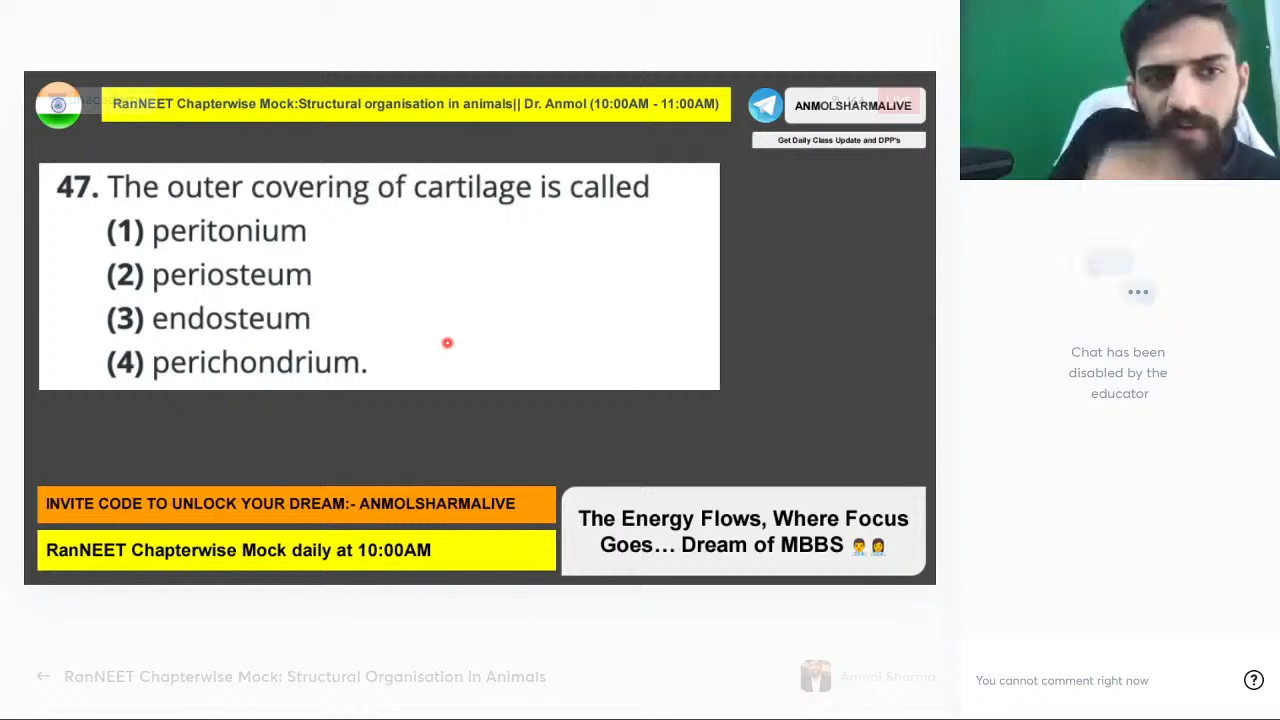 RanNEET Chapterwise Mock:Structural organisation in animals|| Dr. Anmol (10:00AM - 11:00AM)
ANMOLSHARMALIVE
Get Daily Class Update and DPP's
47. The outer covering of cartilage is called
(1) peritonium
(2) periosteum
(3) endosteum
(4) perichondrium.
INVITE CODE TO UNLOCK YOUR DREAM:- ANMOLSHARMALIVE
RanNEET Chapterwise Mock daily at 10:00AM
The Energy Flows, Where Focus
Goes… Dream of MBBS
Chat has been
disabled by the
educator
RanNEET Chapterwise Mock: Structural Organisation in Animals
Anmol Sharma
You cannot comment right now
?